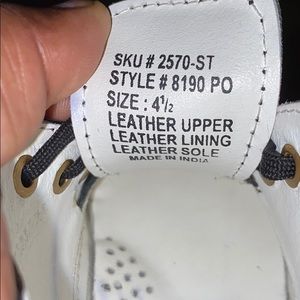 SKU # 2570-ST
STYLE # 8190 PO
SIZE : 4½
LEATHER UPPER
LEATHER LINING
LEATHER SOLE
MADE IN INDIA